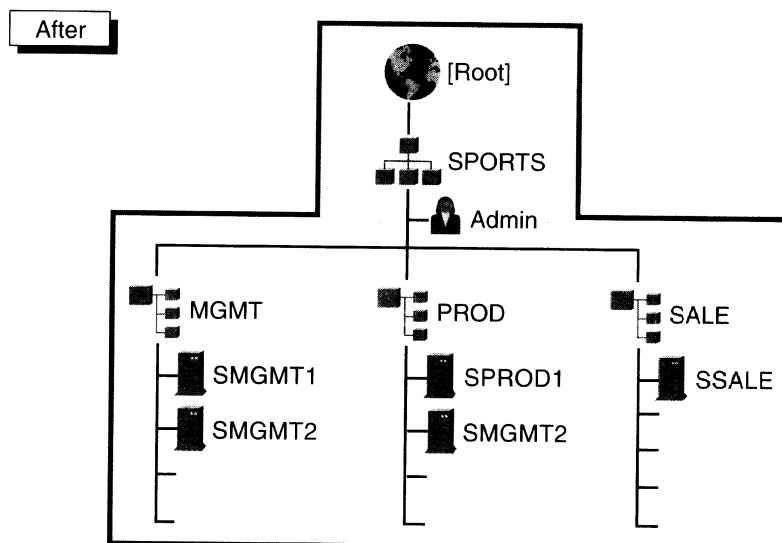 After
[Root]
SPORTS
Admin
MGMT
PROD
SALE
SMGMT1
SPROD1
SSALE
SMGMT2
SMGMT2